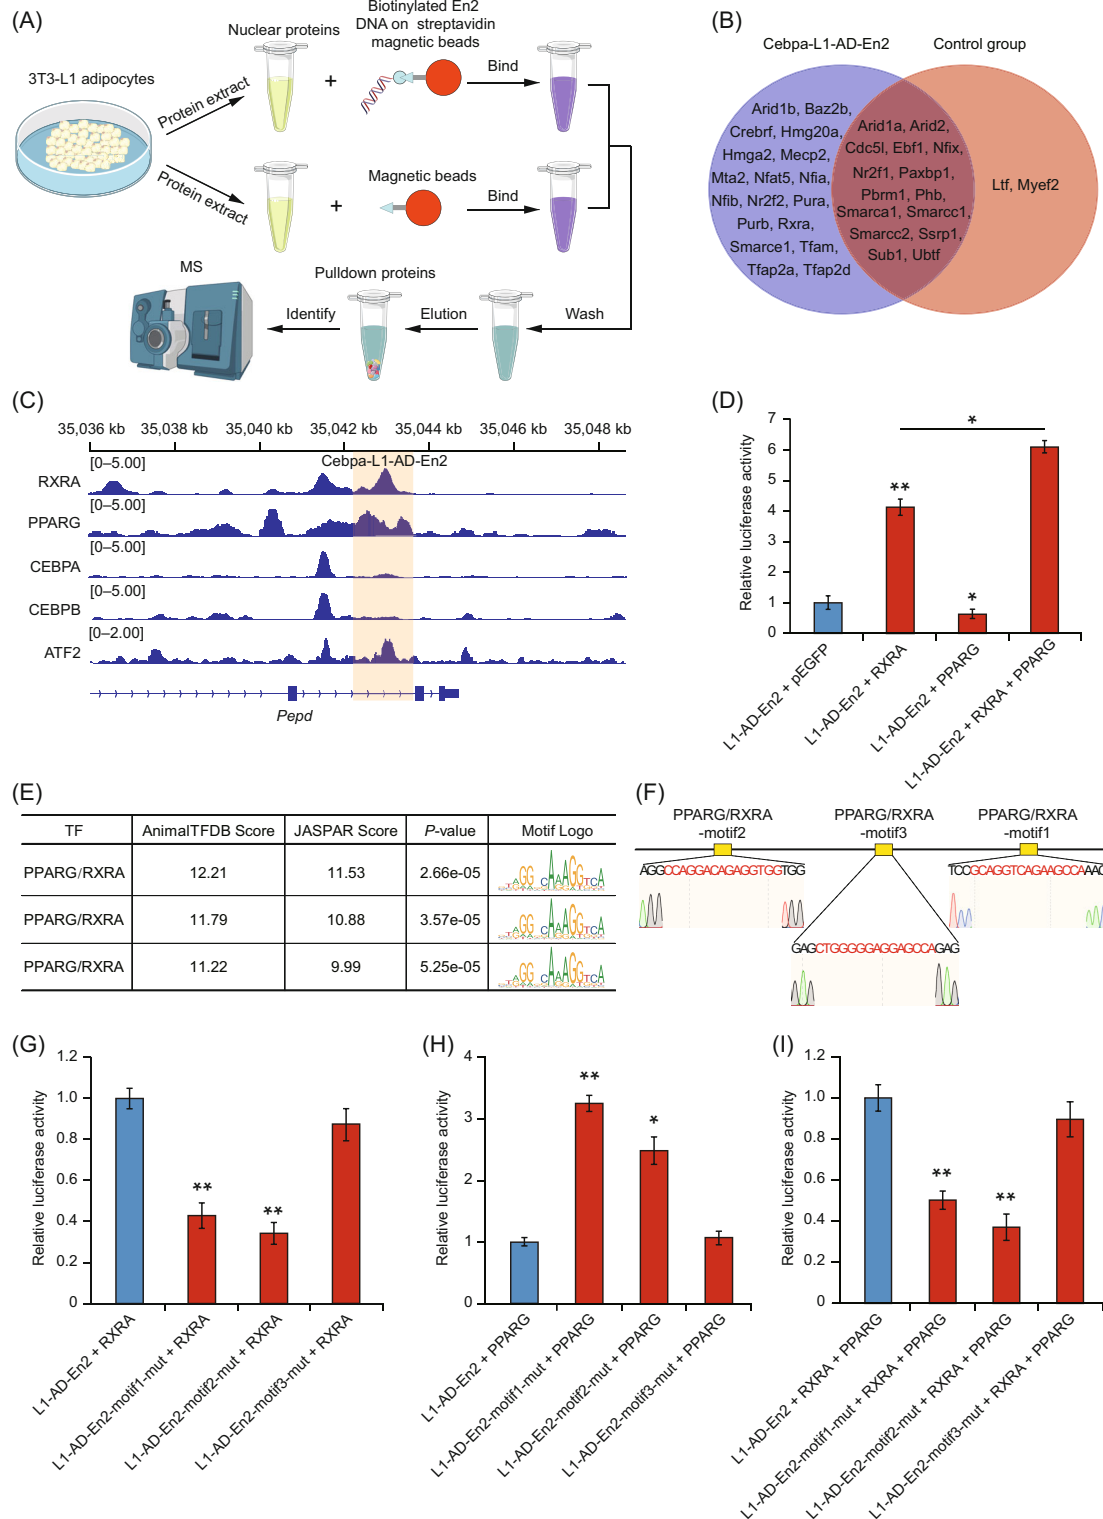 (A)
3T3-L1 adipocytes
Protein extract
Protein extract
Nuclear proteins
Biotinylated En2
DNA on streptavidin
magnetic beads
+
Bind
+
Magnetic beads
Bind
MS
Pulldown proteins
Identify
Elution
Wash
(B)
Cebpa-L1-AD-En2
Control group
Arid1b, Baz2b,
Crebrf, Hmg20a,
Hmga2, Mecp2,
Mta2, Nfat5, Nfia,
Nfib, Nr2f2, Pura,
Purb, Rxra,
Smarce1, Tfam,
Tfap2a, Tfap2d
Arid1a, Arid2,
Cdc5l, Ebf1, Nfix,
Nr2f1, Paxbp1,
Pbrm1, Phb,
Smarca1, Smarcc1,
Smarcc2, Ssrp1,
Sub1, Ubtf
Ltf, Myef2
(C)
35,036 kb 35,038 kb 35,040 kb 35,042 kb 35,044 kb 35,046 kb 35,048 kb
Cebpa-L1-AD-En2
[0–5.00]
RXRA
[0–5.00]
PPARG
[0–5.00]
CEBPA
[0–5.00]
CEBPB
[0–2.00]
ATF2
Pepd
(D)
Relative luciferase activity
7
6
5
4
3
2
1
0
**
*
*
L1-AD-En2 + pEGFP
L1-AD-En2 + RXRA
L1-AD-En2 + PPARG
L1-AD-En2 + RXRA + PPARG
(E)
TF AnimalTFDB Score JASPAR Score P-value Motif Logo
PPARG/RXRA 12.21 11.53 2.66e-05
PPARG/RXRA 11.79 10.88 3.57e-05
PPARG/RXRA 11.22 9.99 5.25e-05
(F)
PPARG/RXRA
-motif2
PPARG/RXRA
-motif3
PPARG/RXRA
-motif1
AGGCCAGGACAGAGGTGGTGG
TCCGCAGGTCAGAAGCCAAAC
GAGCTGGGGGAGGAGCCAGAG
(G)
Relative luciferase activity
1.2
1.0
0.8
0.6
0.4
0.2
0
**
**
L1-AD-En2 + RXRA
L1-AD-En2-motif1-mut + RXRA
L1-AD-En2-motif2-mut + RXRA
L1-AD-En2-motif3-mut + RXRA
(H)
Relative luciferase activity
4
3
2
1
0
**
*
L1-AD-En2 + PPARG
L1-AD-En2-motif1-mut + PPARG
L1-AD-En2-motif2-mut + PPARG
L1-AD-En2-motif3-mut + PPARG
(I)
Relative luciferase activity
1.2
1.0
0.8
0.6
0.4
0.2
0
**
**
L1-AD-En2 + RXRA + PPARG
L1-AD-En2-motif1-mut + RXRA + PPARG
L1-AD-En2-motif2-mut + RXRA + PPARG
L1-AD-En2-motif3-mut + RXRA + PPARG